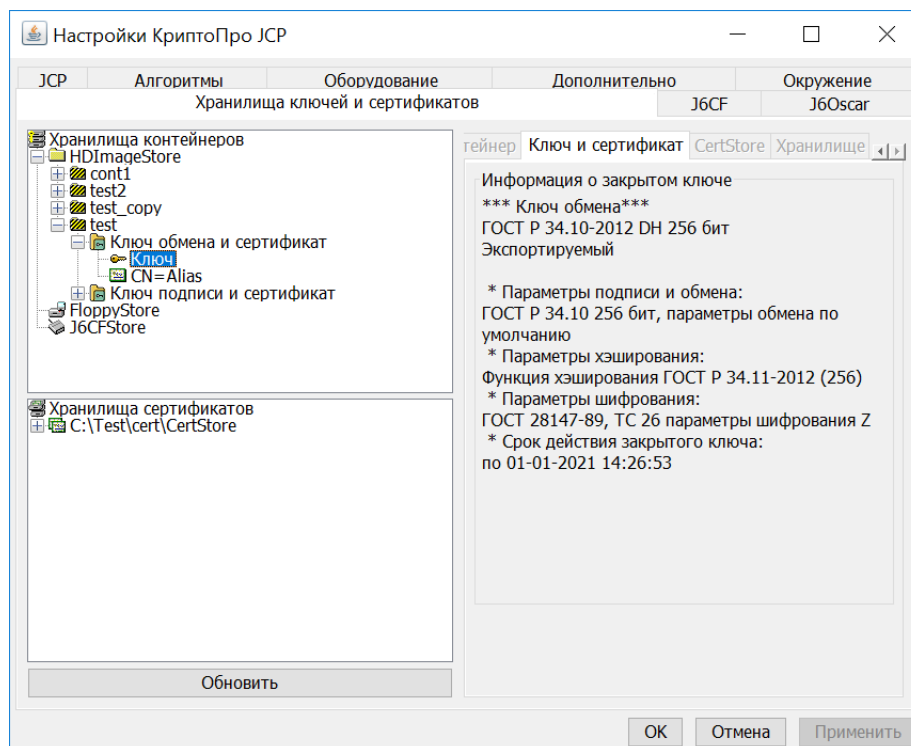 Настройки КриптоПро JCP
JCP Алгоритмы Оборудование Дополнительно Окружение
Хранилища ключей и сертификатов J6CF J6Oscar
Хранилища контейнеров
HDImageStore
cont1
test2
test_copy
test
Ключ обмена и сертификат
Ключ
CN=Alias
Ключ подписи и сертификат
FloppyStore
J6CFStore
Хранилища сертификатов
C:\Test\cert\CertStore
Обновить
тейнер Ключ и сертификат CertStore Хранилище
Информация о закрытом ключе
*** Ключ обмена***
ГОСТ Р 34.10-2012 DH 256 бит
Экспортируемый
* Параметры подписи и обмена:
ГОСТ Р 34.10 256 бит, параметры обмена по
умолчанию
* Параметры хэширования:
Функция хэширования ГОСТ Р 34.11-2012 (256)
* Параметры шифрования:
ГОСТ 28147-89, ТС 26 параметры шифрования Z
* Срок действия закрытого ключа:
по 01-01-2021 14:26:53
OK Отмена Применить